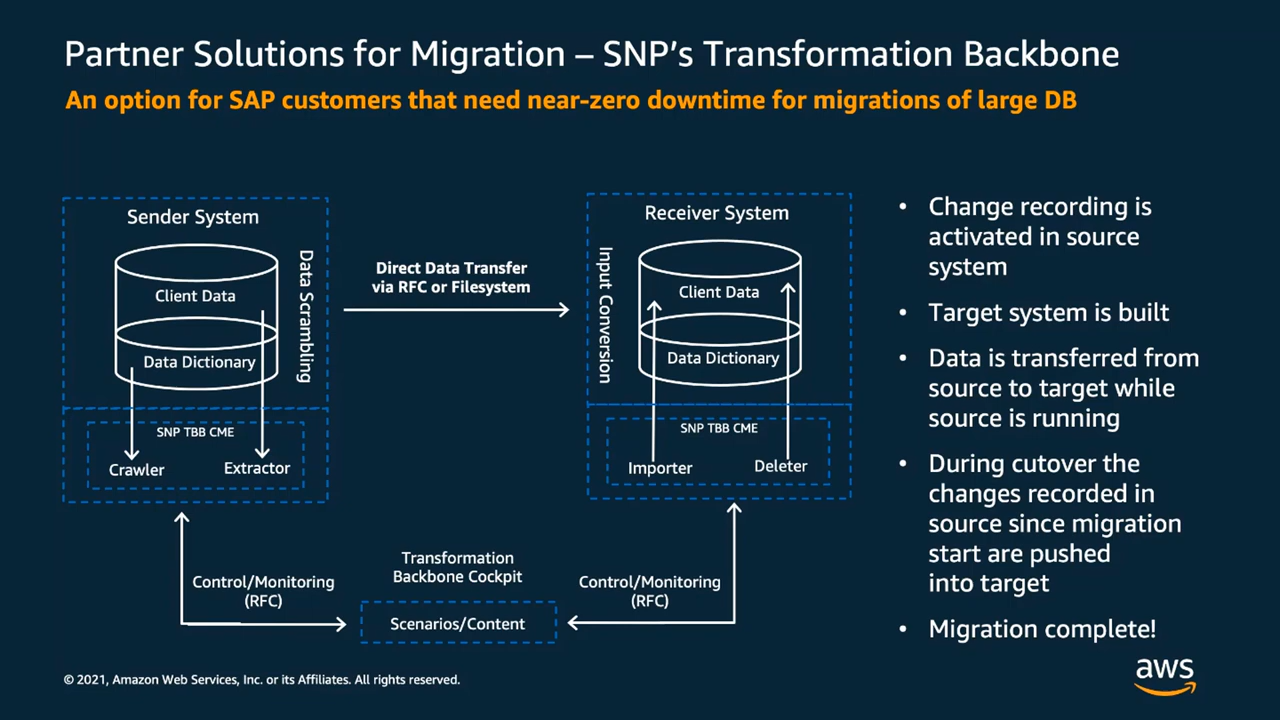 Partner Solutions for Migration – SNP's Transformation Backbone
An option for SAP customers that need near-zero downtime for migrations of large DB
Sender System
Client Data
Data Dictionary
Data Scrambling
SNP TBB CME
Crawler
Extractor
Direct Data Transfer
via RFC or Filesystem
Receiver System
Input Conversion
Client Data
Data Dictionary
SNP TBB CME
Importer
Deleter
Control/Monitoring
(RFC)
Transformation
Backbone Cockpit
Scenarios/Content
Control/Monitoring
(RFC)
• Change recording is
activated in source
system
• Target system is built
• Data is transferred from
source to target while
source is running
• During cutover the
changes recorded in
source since migration
start are pushed
into target
• Migration complete!
© 2021, Amazon Web Services, Inc. or its Affiliates. All rights reserved.
aws